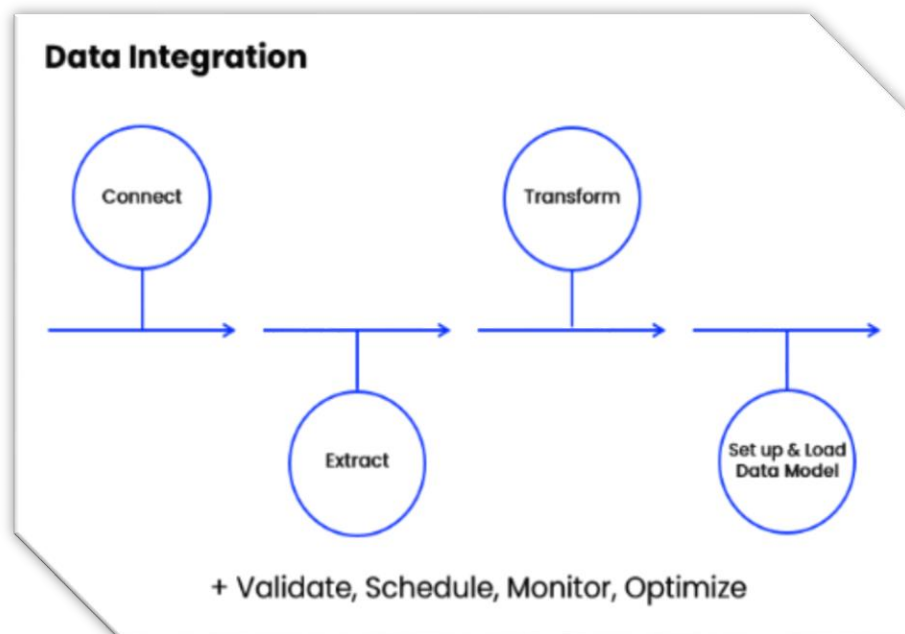 Data Integration
Connect
Extract
Transform
Set up & Load
Data Model
+ Validate, Schedule, Monitor, Optimize